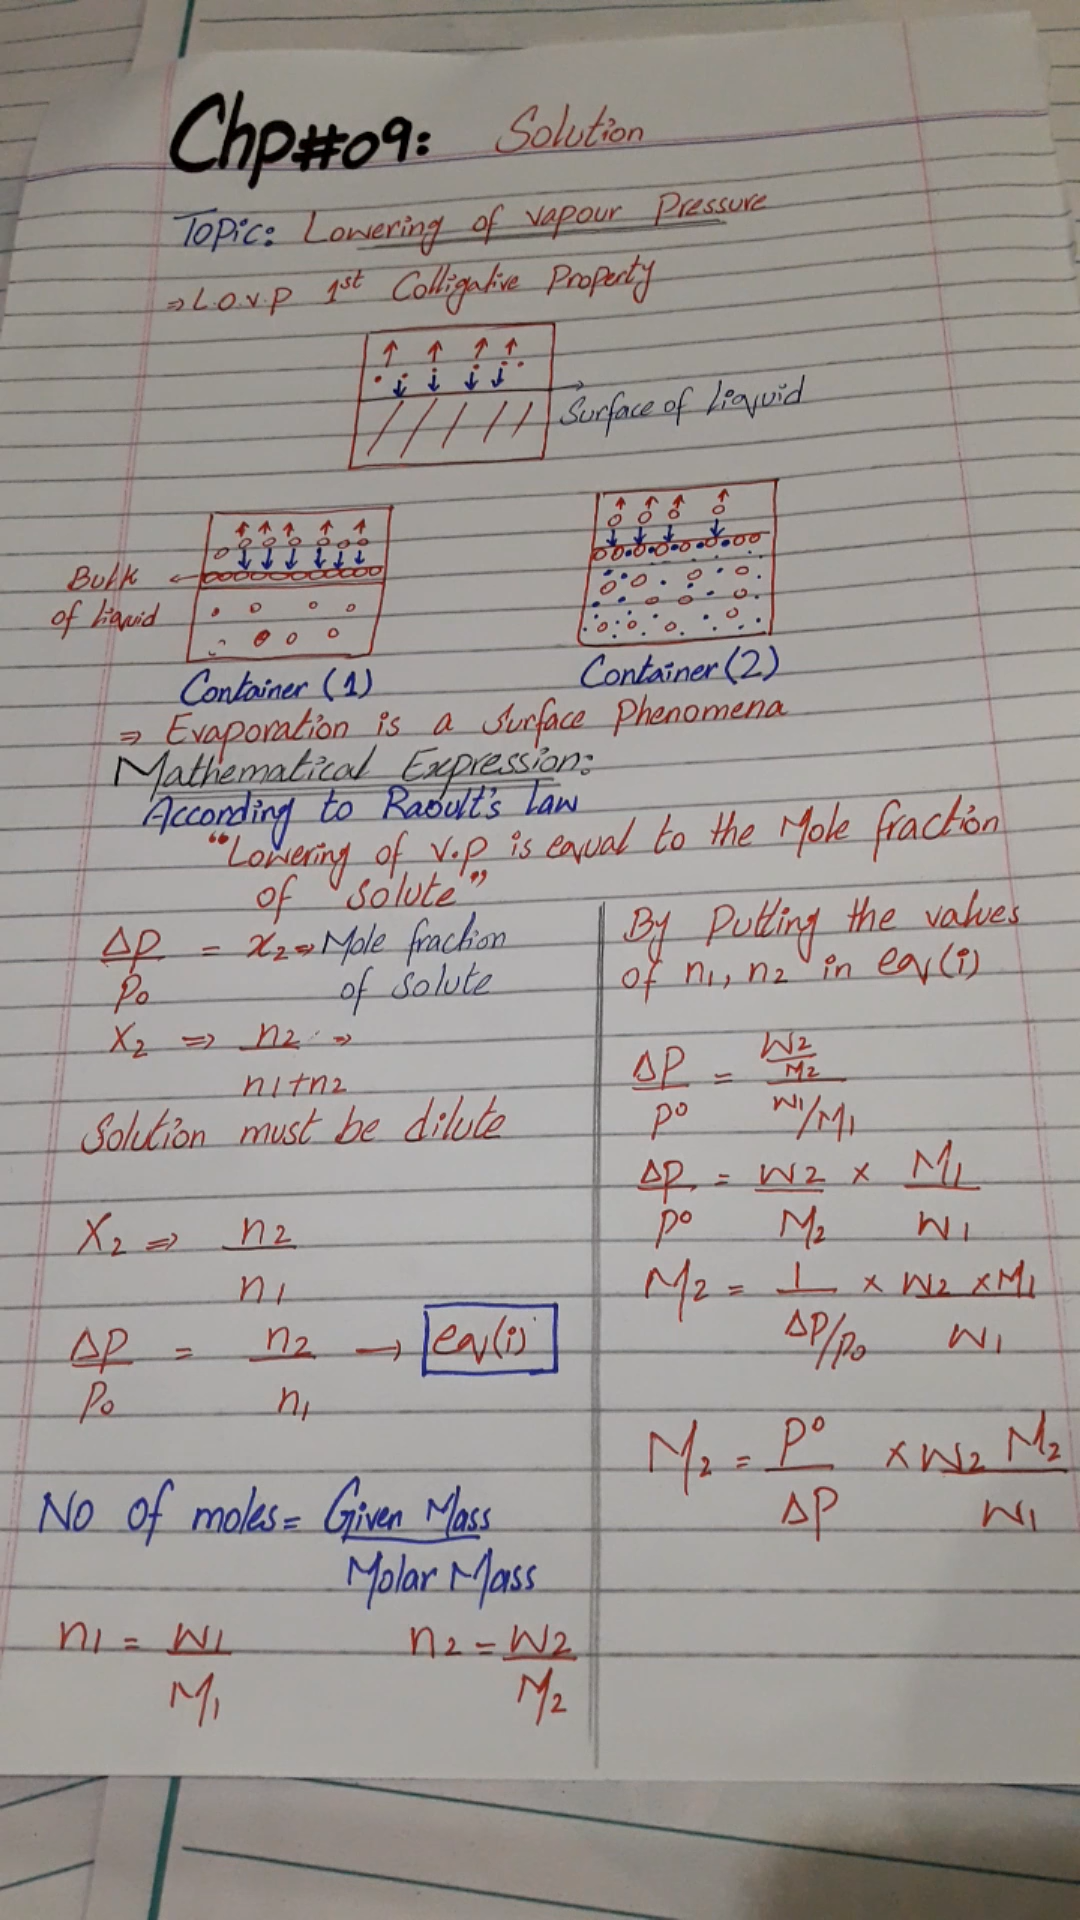 Chp#09: Solution
Topic: Lowering of vapour Pressure
⇒ L.O.V.P 1st Colligative Property
Surface of liquid
Bulk
of liquid
Container (1)
Container (2)
⇒ Evaporation is a Surface Phenomena
Mathematical Expression:
According to Raoult's law
"Lowering of v.p is equal to the Mole fraction
of solute"
ΔP/P₀ = x₂ ⇒ Mole fraction
of solute
X₂ ⇒ n₂/n₁+n₂ ⇒
Solution must be dilute
X₂ ⇒ n₂/n₁
ΔP/P₀ = n₂/n₁ → eq(i)
No of moles = Given Mass/Molar Mass
n₁ = W₁/M₁ n₂ = W₂/M₂
By Putting the values
of n₁, n₂ in eq(i)
ΔP/P° = W₂/M₂ / W₁/M₁
ΔP/P° = W₂/M₂ × M₁/W₁
M₂ = 1/ΔP/P₀ × W₂ × M₁/W₁
M₂ = P°/ΔP × W₂ M₂/W₁